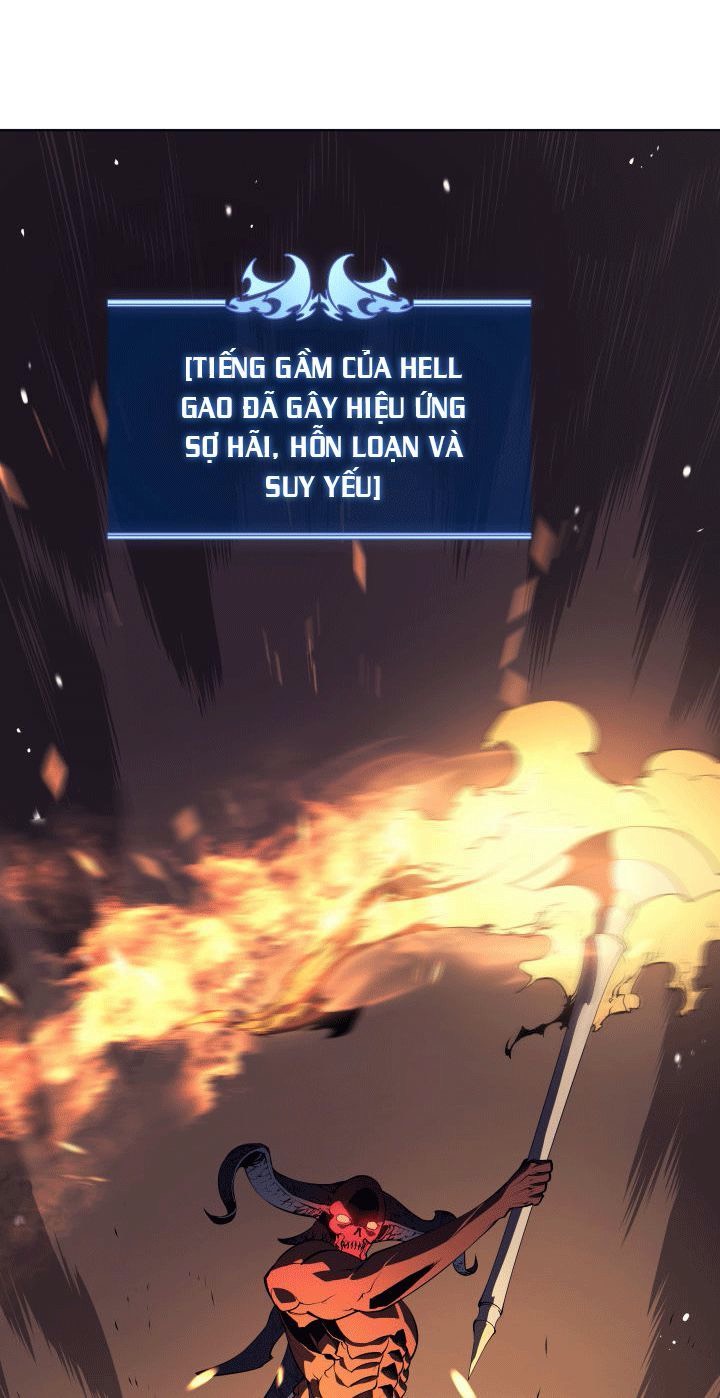 [TIẾNG GẦM CỦA HELL
GAO ĐÃ GÂY HIỆU ỨNG
SỢ HÃI, HỖN LOẠN VÀ
SUY YẾU]